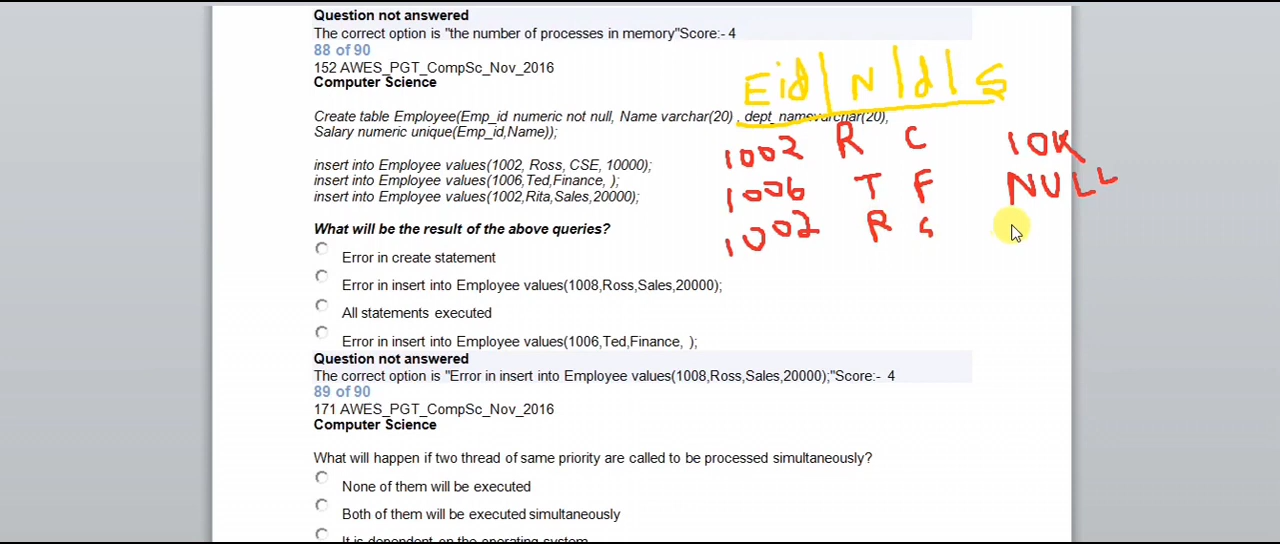 Question not answered
The correct option is "the number of processes in memory"Score:- 4
88 of 90
152 AWES_PGT_CompSc_Nov_2016
Computer Science
Eid | N | d | S
Create table Employee(Emp_id numeric not null, Name varchar(20) , dept_namevarchar(20),
Salary numeric unique(Emp_id,Name));
1002 R C 10K
insert into Employee values(1002, Ross, CSE, 10000);
insert into Employee values(1006,Ted,Finance, );
1006 T F NULL
insert into Employee values(1002,Rita,Sales,20000);
1002 R S
What will be the result of the above queries?
Error in create statement
Error in insert into Employee values(1008,Ross,Sales,20000);
All statements executed
Error in insert into Employee values(1006,Ted,Finance, );
Question not answered
The correct option is "Error in insert into Employee values(1008,Ross,Sales,20000);"Score:- 4
89 of 90
171 AWES_PGT_CompSc_Nov_2016
Computer Science
What will happen if two thread of same priority are called to be processed simultaneously?
None of them will be executed
Both of them will be executed simultaneously
It is dependent on the operating system